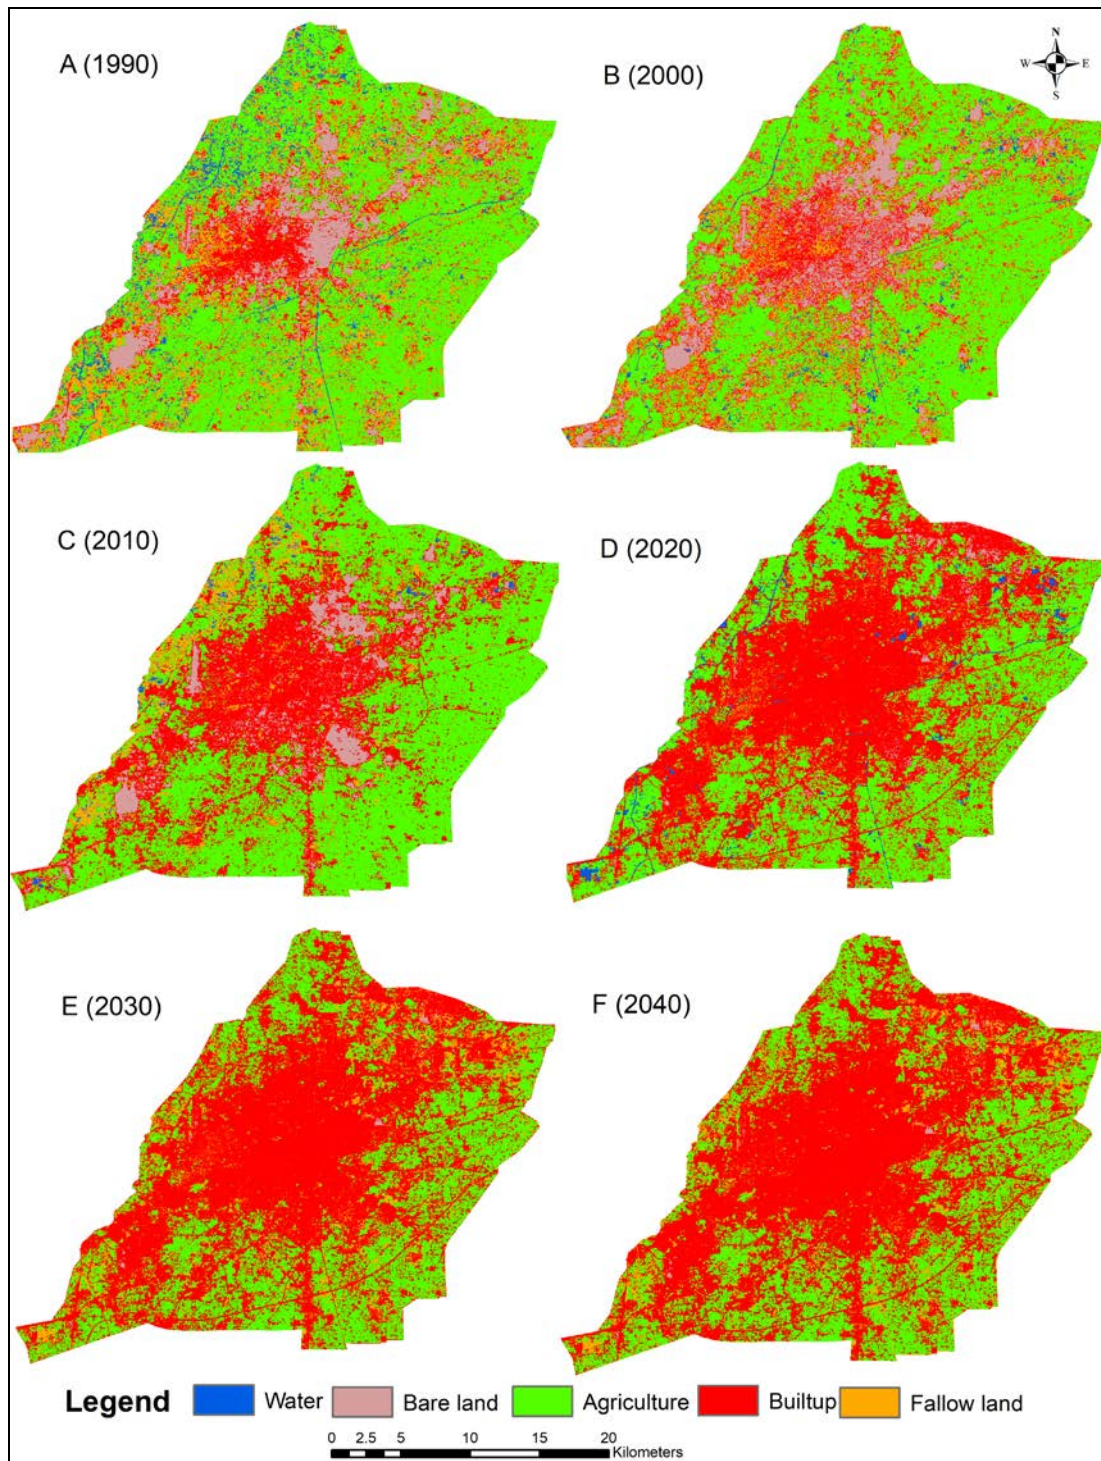 A (1990)
B (2000)
N
W E
S
C (2010)
D (2020)
E (2030)
F (2040)
Legend Water Bare land Agriculture Builtup Fallow land
0 2.5 5 10 15 20
Kilometers